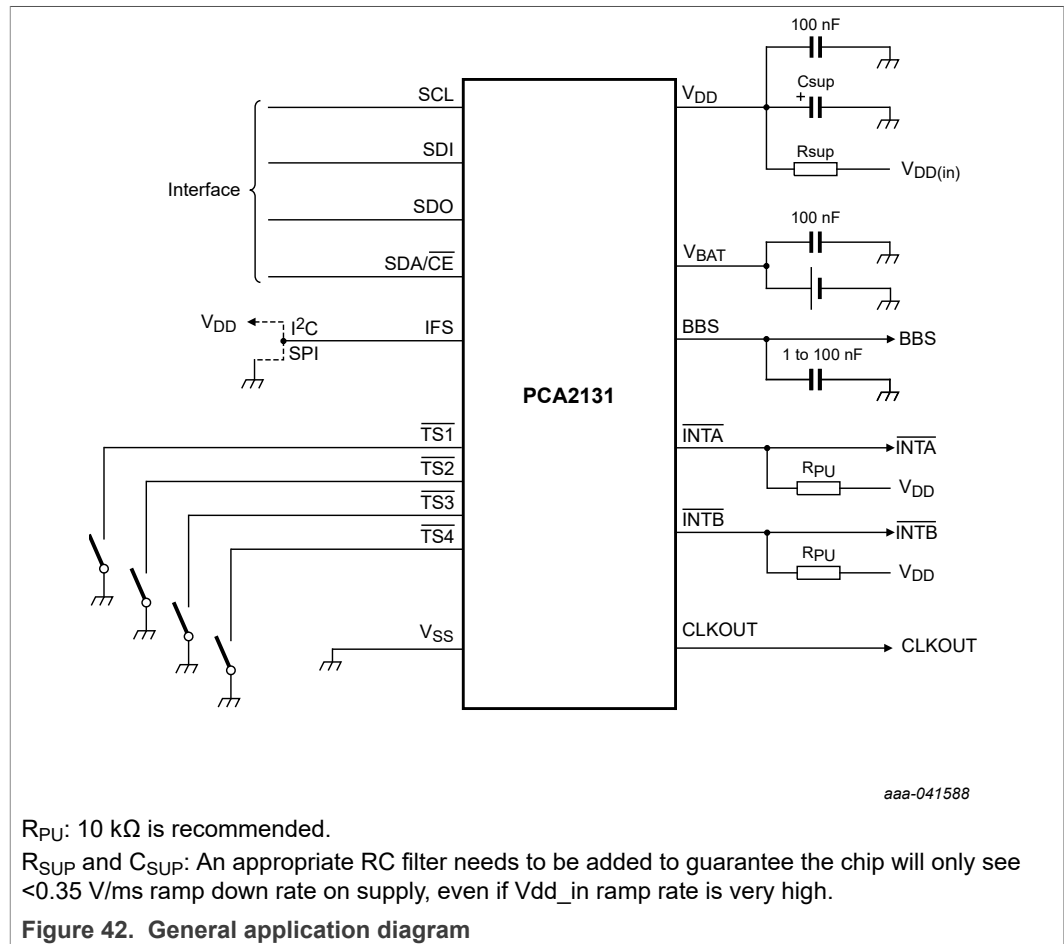 100 nF
Csup
+
Rsup
VDD(in)
VDD
SCL
SDI
SDO
SDA/CE
Interface
VDD
I2C
SPI
IFS
TS1
TS2
TS3
TS4
VSS
PCA2131
100 nF
VBAT
BBS
BBS
1 to 100 nF
INTA
INTA
RPU
VDD
INTB
INTB
RPU
VDD
CLKOUT
CLKOUT
aaa-041588
RPU: 10 kΩ is recommended.
RSUP and CSUP: An appropriate RC filter needs to be added to guarantee the chip will only see
<0.35 V/ms ramp down rate on supply, even if Vdd_in ramp rate is very high.
Figure 42. General application diagram